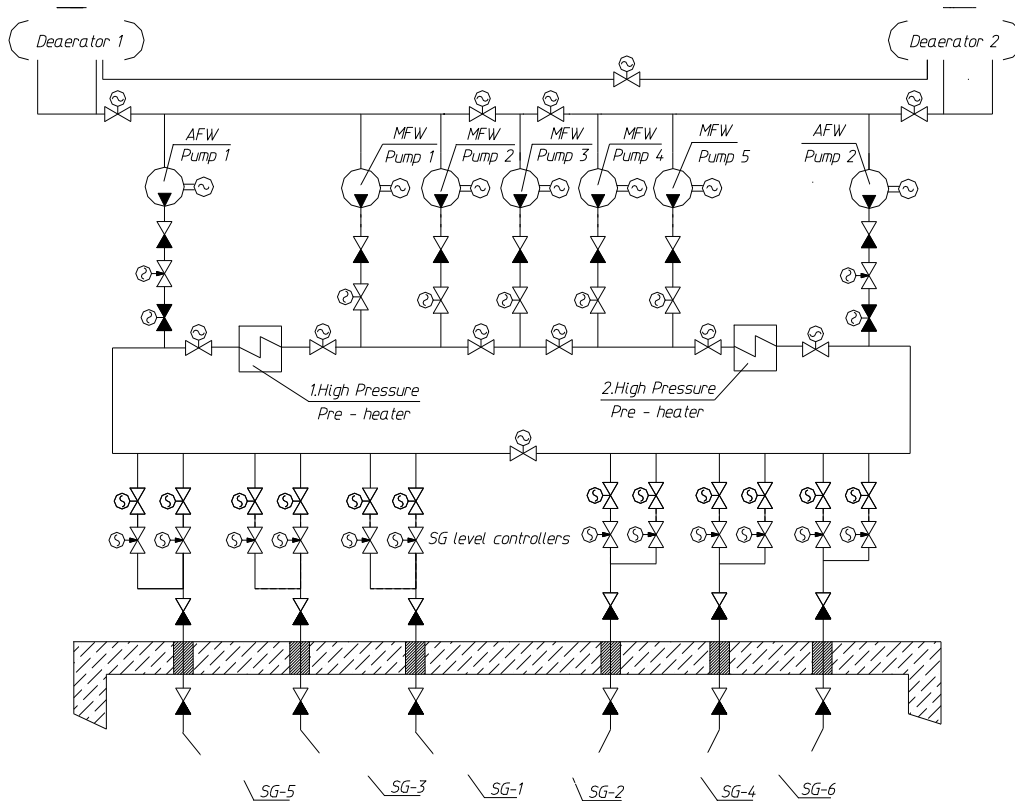 Deaerator 1
Deaerator 2
AFW
Pump 1
MFW
Pump 1
MFW
Pump 2
MFW
Pump 3
MFW
Pump 4
MFW
Pump 5
AFW
Pump 2
1.High Pressure
Pre - heater
2.High Pressure
Pre - heater
SG level controllers
SG-5
SG-3
SG-1
SG-2
SG-4
SG-6